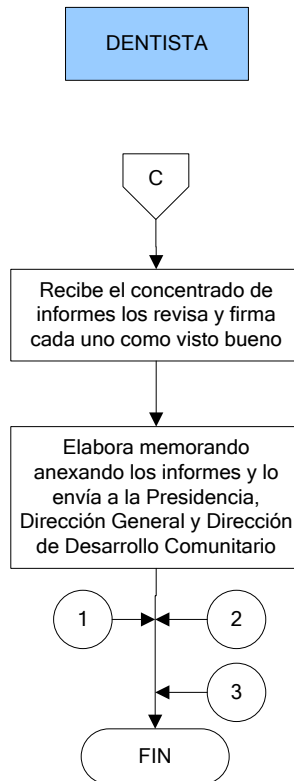 DENTISTA
C
Recibe el concentrado de
informes los revisa y firma
cada uno como visto bueno
Elabora memorando
anexando los informes y lo
envía a la Presidencia,
Dirección General y Dirección
de Desarrollo Comunitario
1
2
3
FIN